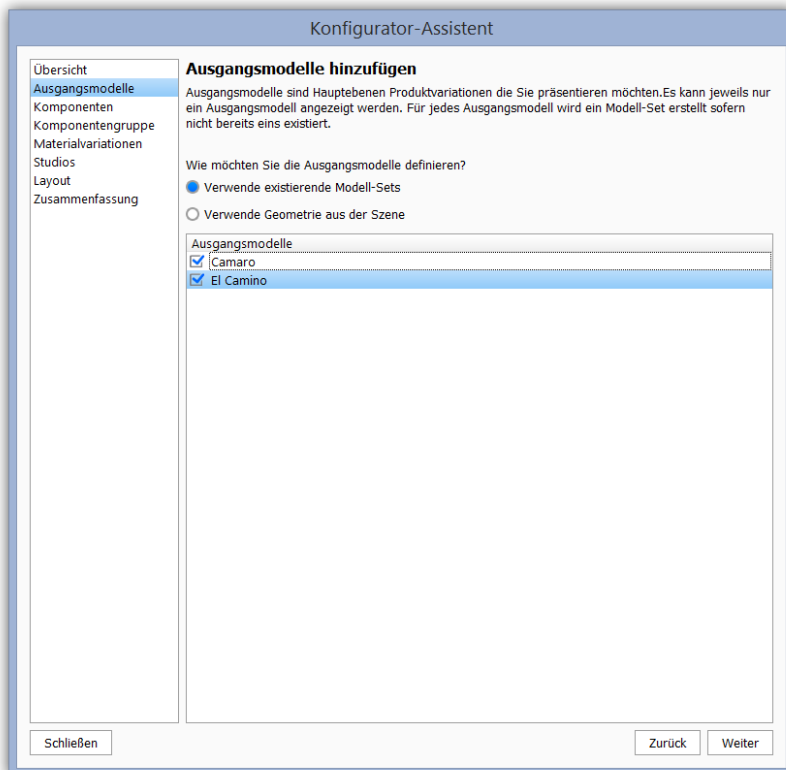 Konfigurator-Assistent
Übersicht
Ausgangsmodelle
Komponenten
Komponentengruppe
Materialvariationen
Studios
Layout
Zusammenfassung
Ausgangsmodelle hinzufügen
Ausgangsmodelle sind Hauptebenen Produktvariationen die Sie präsentieren möchten.Es kann jeweils nur
ein Ausgangsmodell angezeigt werden. Für jedes Ausgangsmodell wird ein Modell-Set erstellt sofern
nicht bereits eins existiert.
Wie möchten Sie die Ausgangsmodelle definieren?
Verwende existierende Modell-Sets
Verwende Geometrie aus der Szene
Ausgangsmodelle
Camaro
El Camino
Schließen
Zurück
Weiter